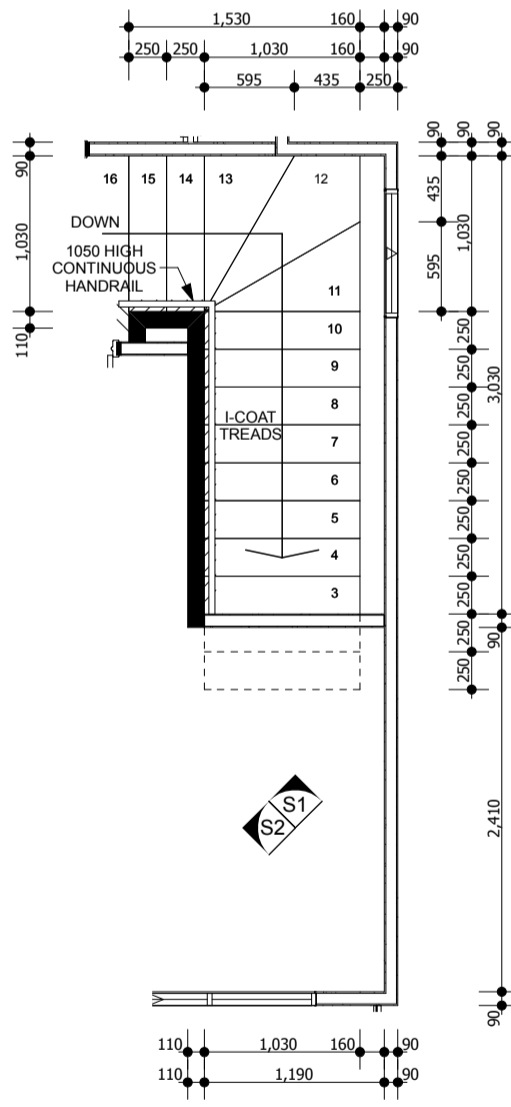 1,530 160 90
250 250 1,030 160 90
595 435 250
90 1,030 110
16 15 14 13 12
DOWN
1050 HIGH
CONTINUOUS
HANDRAIL
11
10
9
8
I-COAT
TREADS
7
6
5
4
3
90 435 595
90 1,030 250 250 250 250 250 250 250 250 250 250
90 3,030 90 2,410 90
S1
S2
110 1,030 160 90
110 1,190 90